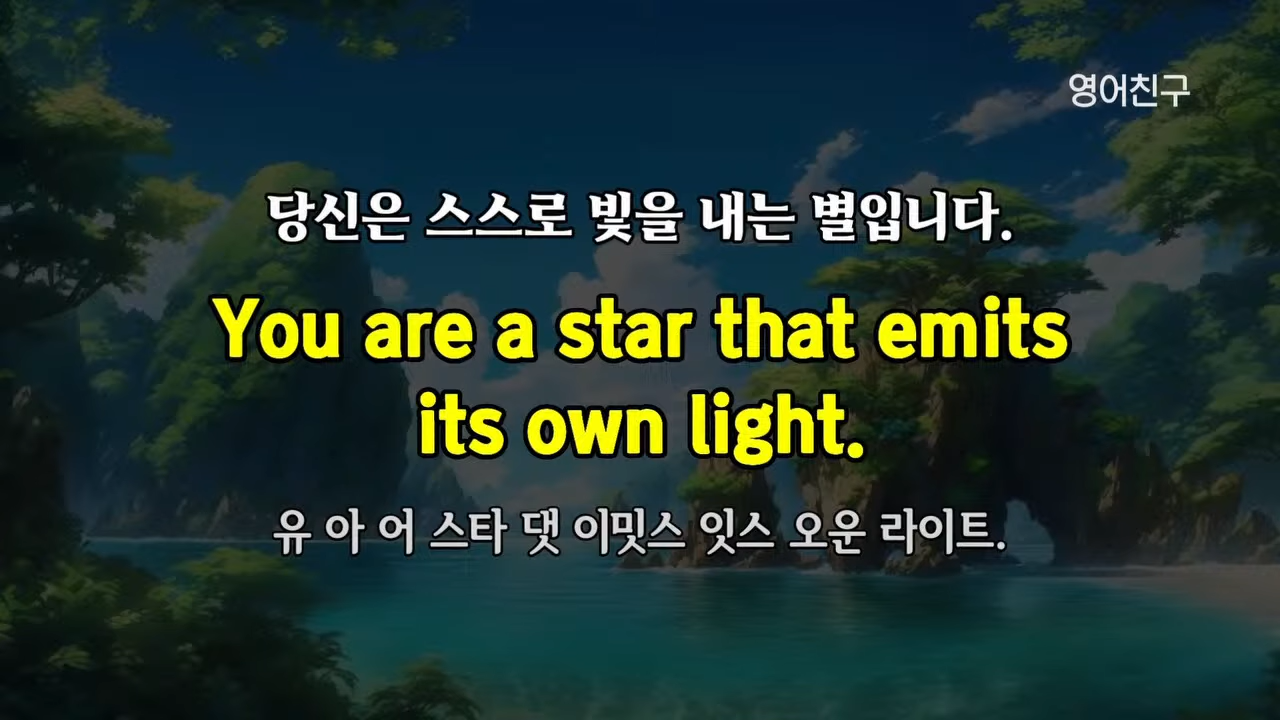 영어친구
당신은 스스로 빛을 내는 별입니다.
You are a star that emits
its own light.
유 아 어 스타 댓 이밋스 잇스 오운 라이트.